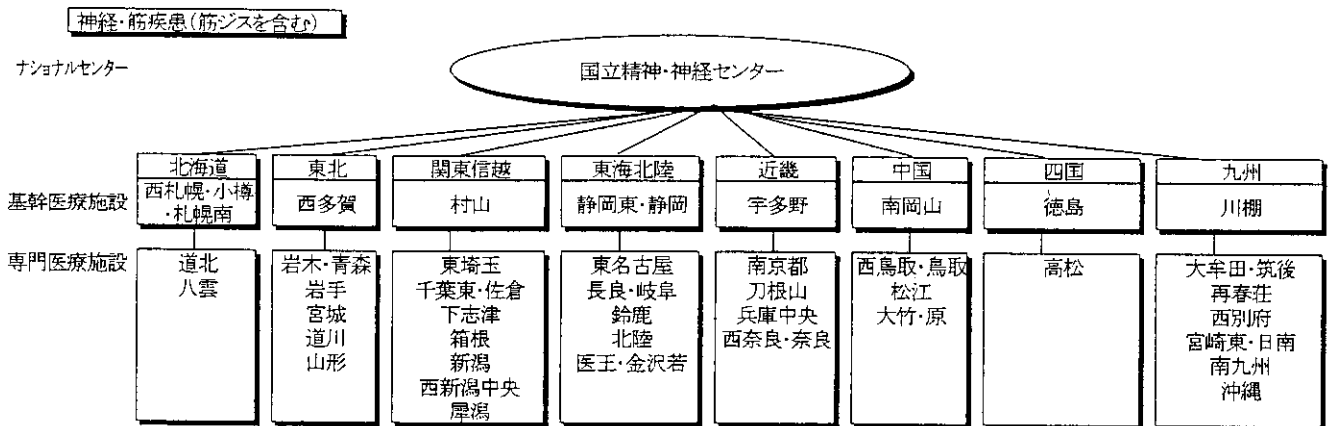 神経・筋疾患(筋ジスを含む)
ナショナルセンター
国立精神・神経センター
基幹医療施設
専門医療施設
北海道
西札幌・小樽
・札幌南
道北
八雲
東北
西多賀
岩木・青森
岩手
宮城
道川
山形
関東信越
村山
東埼玉
千葉東・佐倉
下志津
箱根
新潟
西新潟中央
犀潟
東海北陸
静岡東・静岡
東名古屋
長良・岐阜
鈴鹿
北陸
医王・金沢若
近畿
宇多野
南京都
刀根山
兵庫中央
西奈良・奈良
中国
南岡山
西鳥取・鳥取
松江
大竹・原
四国
徳島
高松
九州
川棚
大牟田・筑後
再春荘
西別府
宮崎東・日南
南九州
沖縄